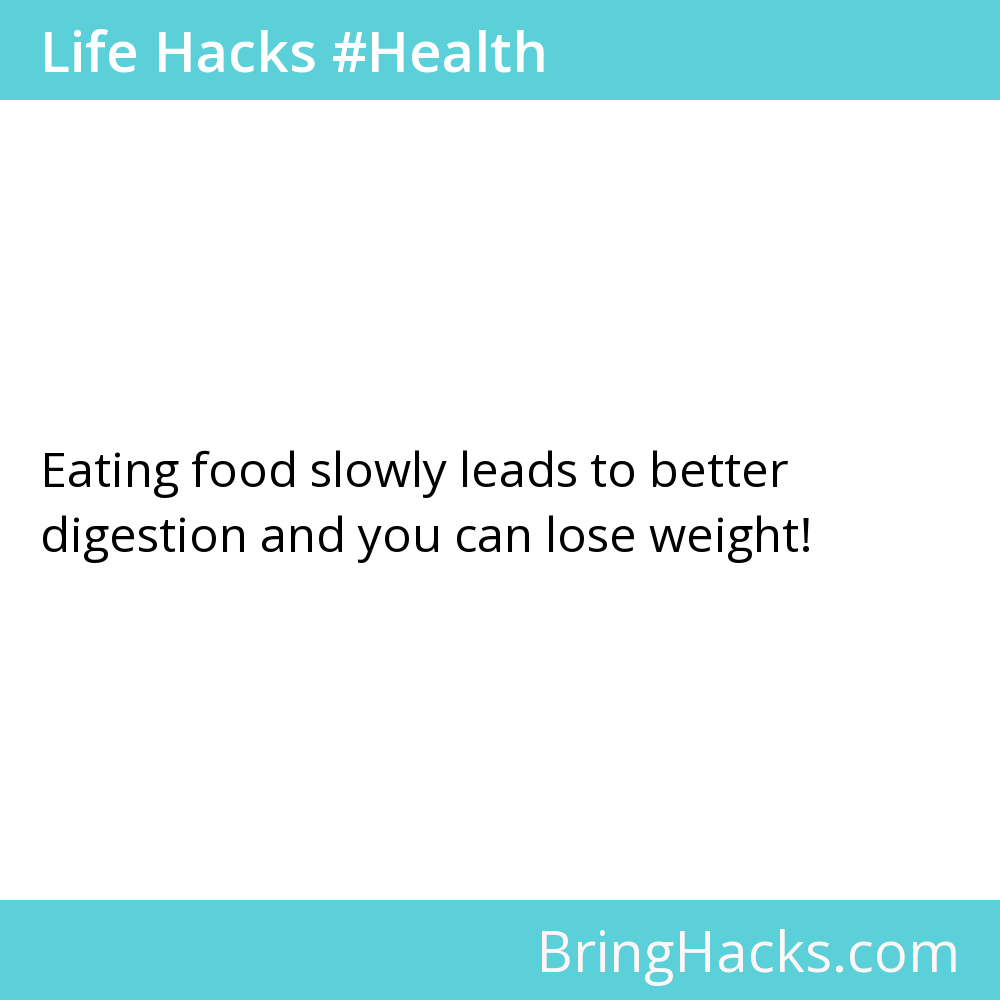 Life Hacks #Health
Eating food slowly leads to better
digestion and you can lose weight!
BringHacks.com